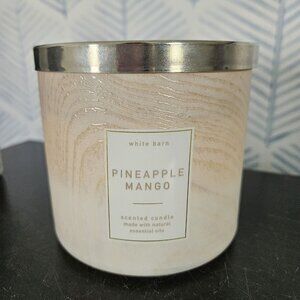 white barn
PINEAPPLE
MANGO
scented candle
made with natural
essential oils